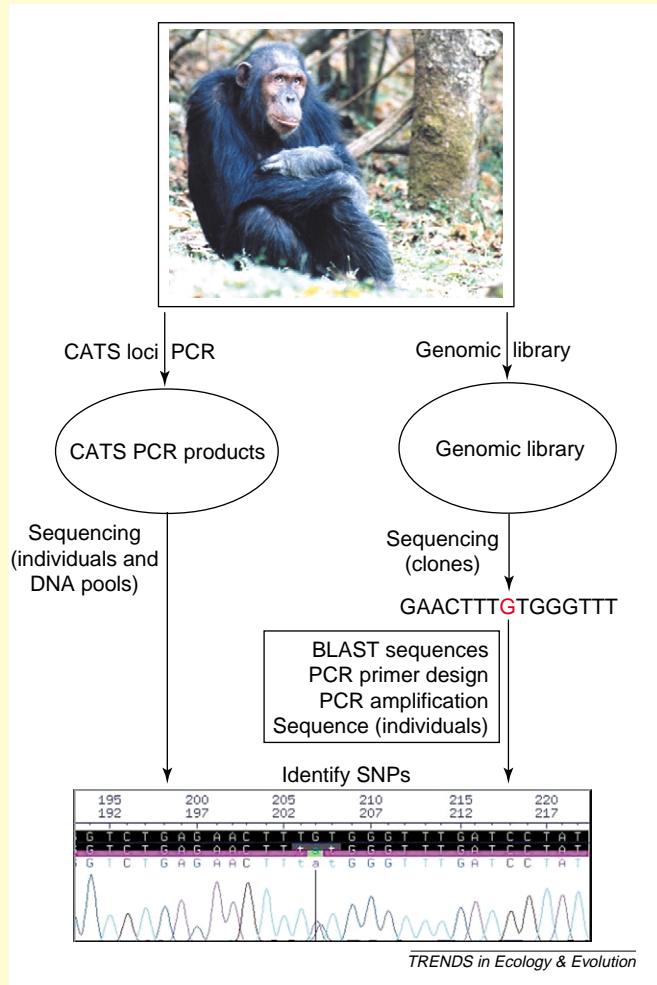 CATS loci PCR
Genomic library
CATS PCR products
Genomic library
Sequencing
(individuals and
DNA pools)
Sequencing
(clones)
GAACTTTGTGGGTTT
BLAST sequences
PCR primer design
PCR amplification
Sequence (individuals)
Identify SNPs
195 200 205 210 215 220
192 197 202 207 212 217
G T C T G A G A A C T T T G T G G G T T T G A T C C T A T
G T C T G A G A A C T T t t G G G T T T G A T C C T A T
G T C T G A G A A C T T t a t G G G T T T G A T C C T A T
TRENDS in Ecology & Evolution